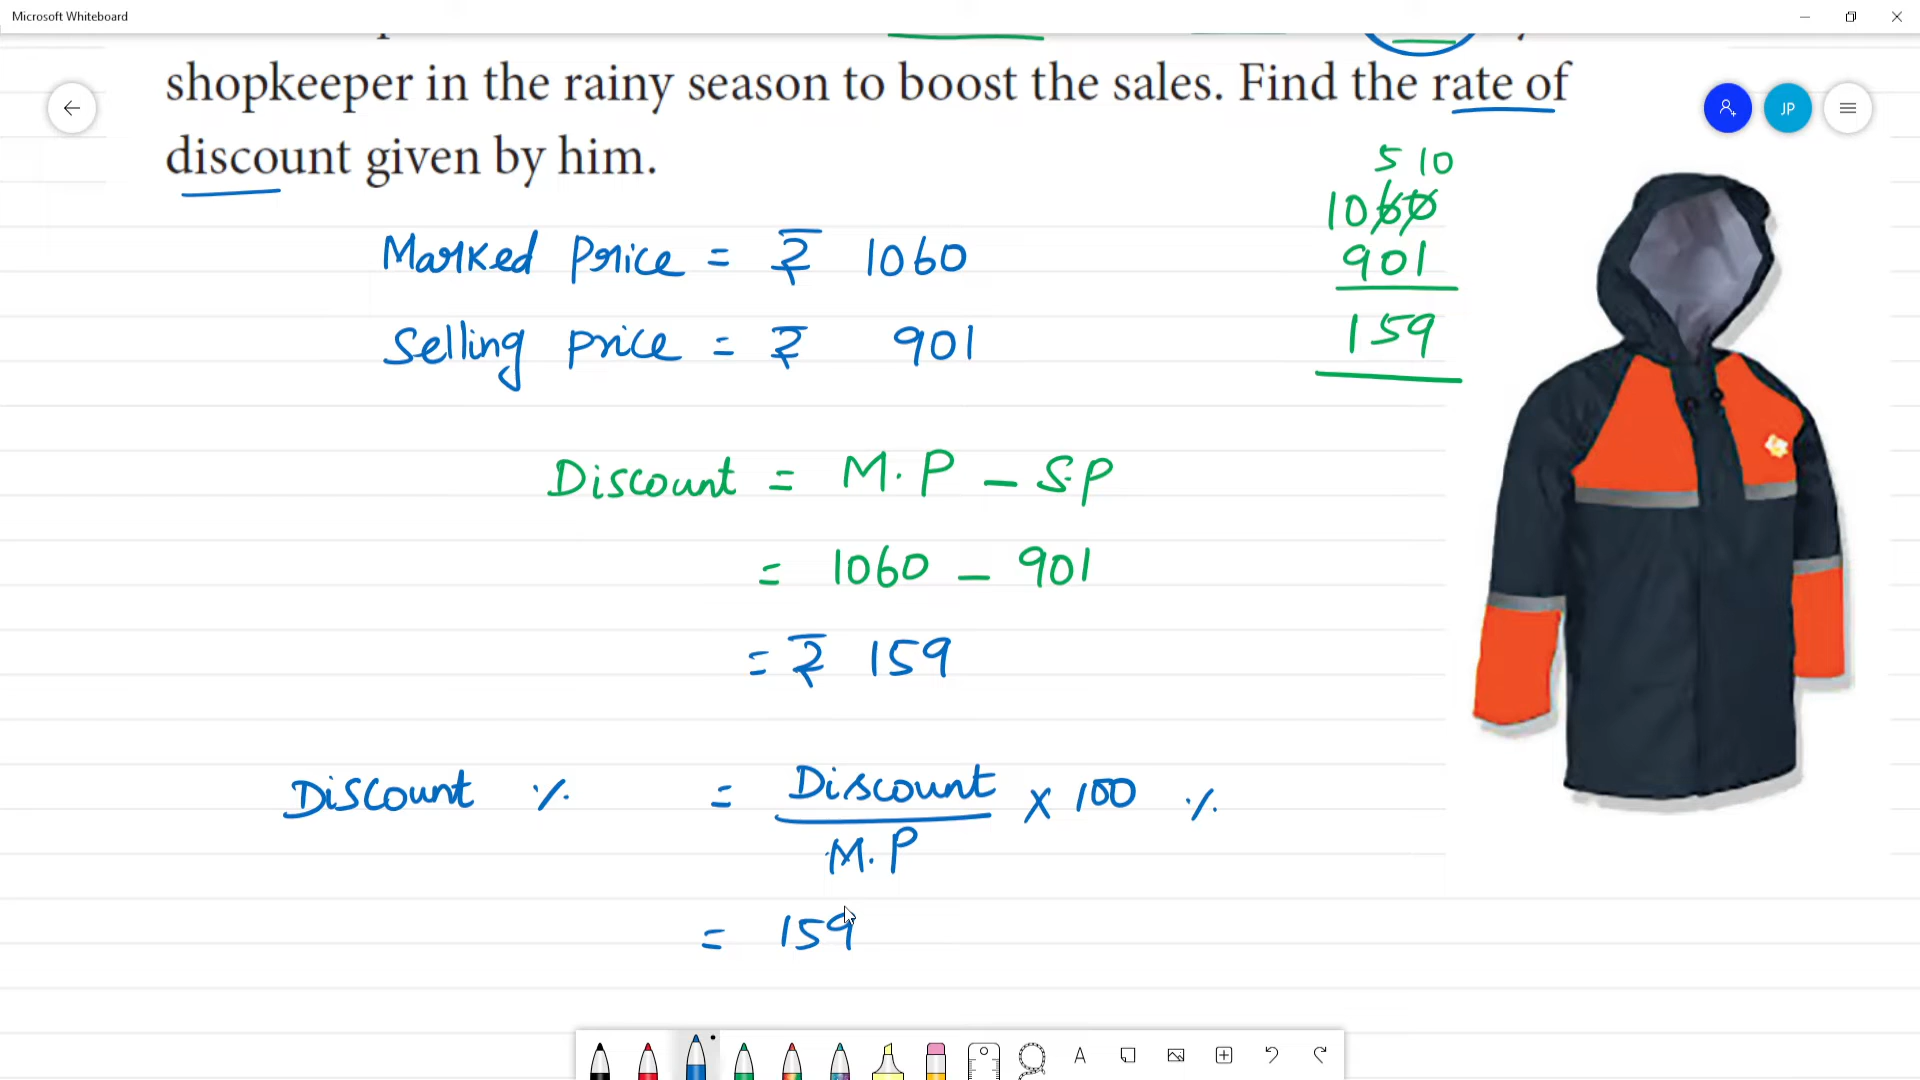 Microsoft Whiteboard
shopkeeper in the rainy season to boost the sales. Find the rate of
discount given by him.
JP
5 10
1060
901
159
Marked Price = ₹ 1060
Selling Price = ₹ 901
Discount = M.P - S.P
= 1060 - 901
= ₹ 159
Discount % = Discount / M.P × 100 %
= 159
A